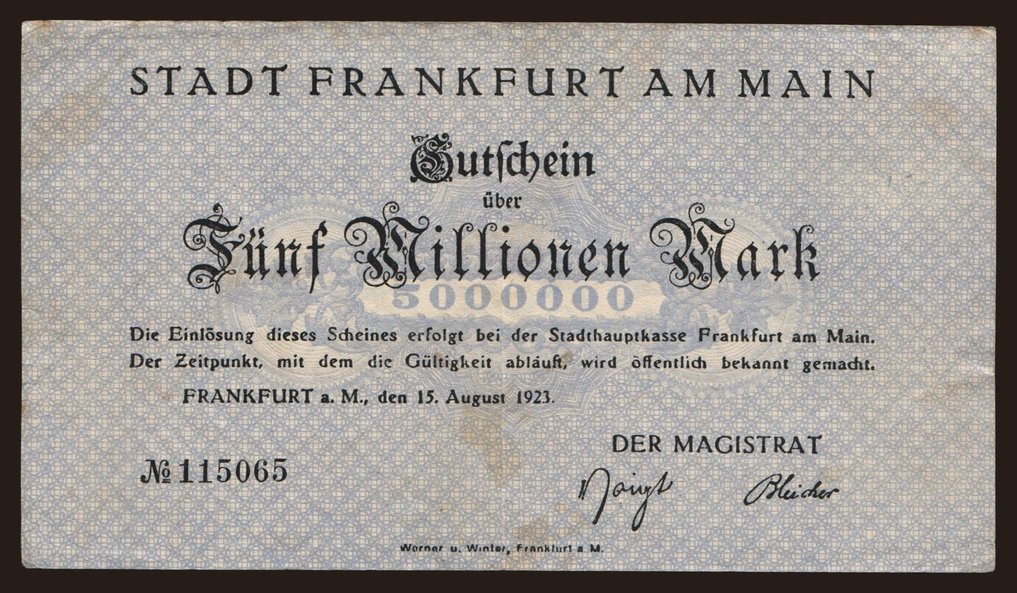 STADT FRANKFURT AM MAIN
Gutschein
über
Fünf Millionen Mark
5000000
Die Einlösung dieses Scheines erfolgt bei der Stadthauptkasse Frankfurt am Main.
Der Zeitpunkt, mit dem die Gültigkeit abläuft, wird öffentlich bekannt gemacht.
FRANKFURT a. M., den 15. August 1923.
DER MAGISTRAT
№ 115065
Voigt Bleicher
Werner u. Winter, Frankfurt a M.